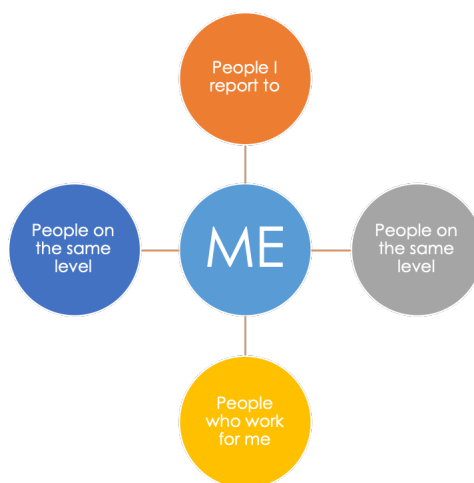 People I
report to
People on
the same
level
ME
People on
the same
level
People
who work
for me